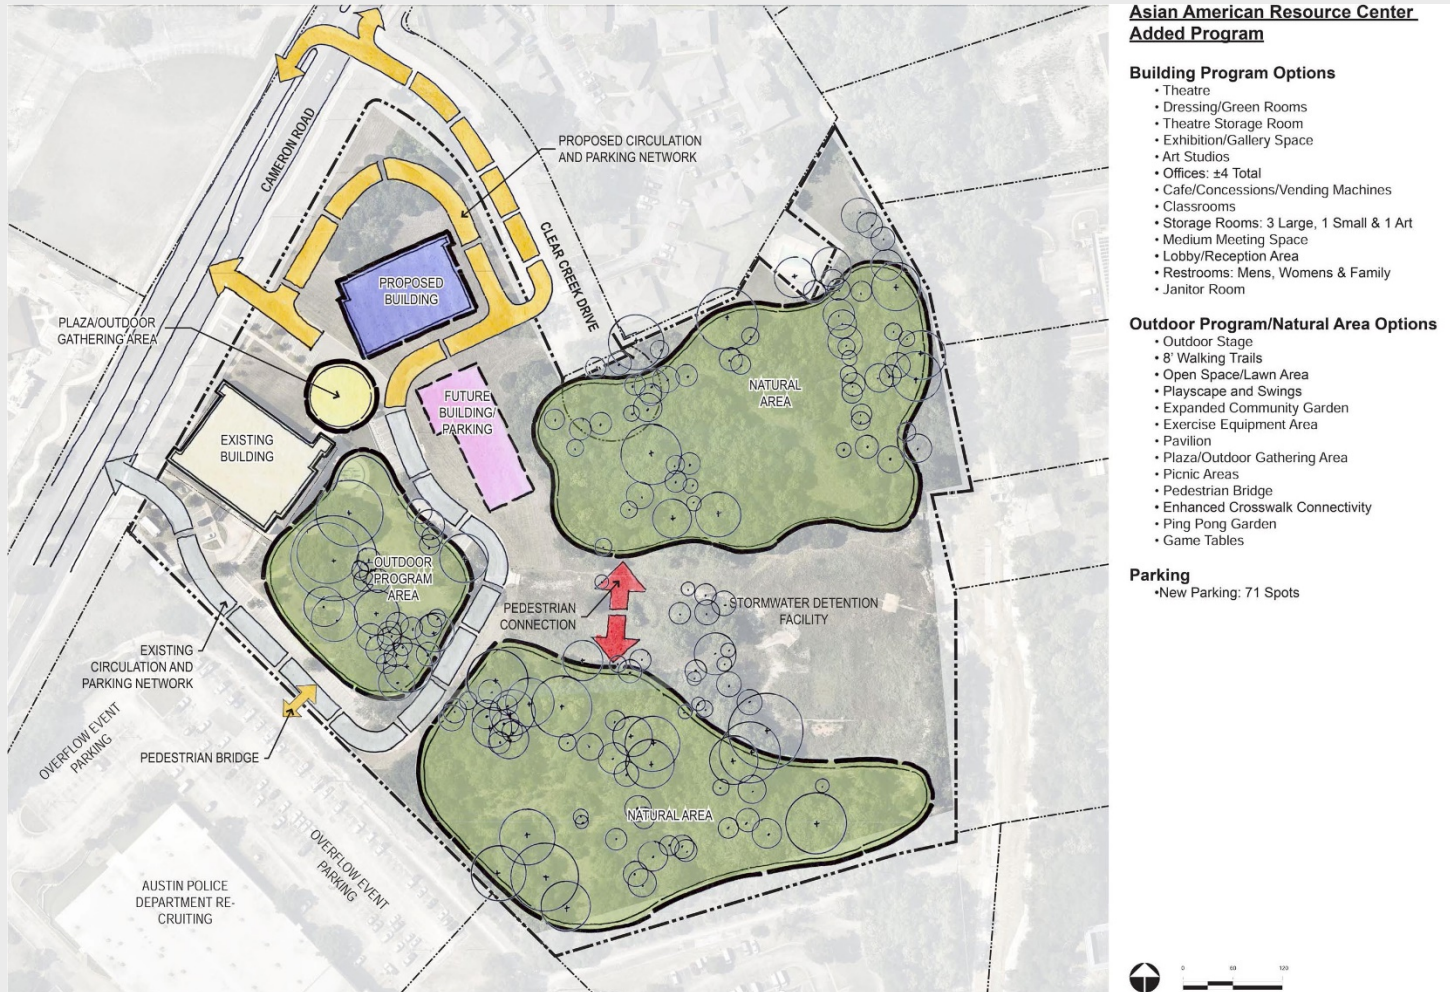 Asian American Resource Center
Added Program
Building Program Options
• Theatre
• Dressing/Green Rooms
• Theatre Storage Room
• Exhibition/Gallery Space
• Art Studios
• Offices: ±4 Total
• Cafe/Concessions/Vending Machines
• Classrooms
• Storage Rooms: 3 Large, 1 Small & 1 Art
• Medium Meeting Space
• Lobby/Reception Area
• Restrooms: Mens, Womens & Family
• Janitor Room
Outdoor Program/Natural Area Options
• Outdoor Stage
• 8' Walking Trails
• Open Space/Lawn Area
• Playscape and Swings
• Expanded Community Garden
• Exercise Equipment Area
• Pavilion
• Plaza/Outdoor Gathering Area
• Picnic Areas
• Pedestrian Bridge
• Enhanced Crosswalk Connectivity
• Ping Pong Garden
• Game Tables
Parking
•New Parking: 71 Spots
CAMERON ROAD
PROPOSED CIRCULATION
AND PARKING NETWORK
CLEAR CREEK DRIVE
PROPOSED
BUILDING
PLAZA/OUTDOOR
GATHERING AREA
FUTURE
BUILDING/
PARKING
NATURAL
AREA
EXISTING
BUILDING
OUTDOOR
PROGRAM
AREA
PEDESTRIAN
CONNECTION
STORMWATER DETENTION
FACILITY
EXISTING
CIRCULATION AND
PARKING NETWORK
OVERFLOW EVENT
PARKING
PEDESTRIAN BRIDGE
NATURAL AREA
OVERFLOW EVENT
PARKING
AUSTIN POLICE
DEPARTMENT RE-
CRUITING
0 60 120